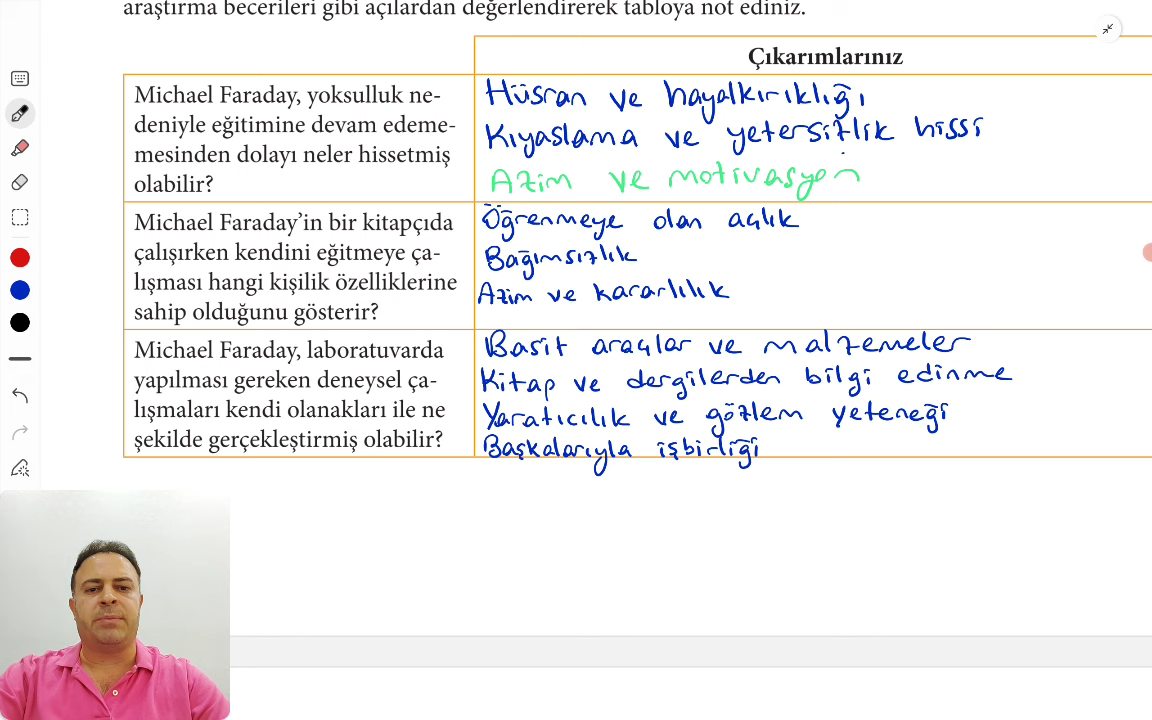 araştırma becerileri gibi açılardan değerlendirerek tabloya not ediniz.
Çıkarımlarınız
Michael Faraday, yoksulluk ne-
deniyle eğitimine devam edeme-
mesinden dolayı neler hissetmiş
olabilir?
Hüsran ve hayalkırıklığı
Kıyaslama ve yetersizlik hissi
Azim ve motivasyon
Michael Faraday’in bir kitapçıda
çalışırken kendini eğitmeye ça-
lışması hangi kişilik özelliklerine
sahip olduğunu gösterir?
Öğrenmeye olan açlık
Bağımsızlık
Azim ve kararlılık
Michael Faraday, laboratuvarda
yapılması gereken deneysel ça-
lışmaları kendi olanakları ile ne
şekilde gerçekleştirmiş olabilir?
Basit araçlar ve malzemeler
Kitap ve dergilerden bilgi edinme
Yaratıcılık ve gözlem yeteneği
Başkalarıyla işbirliği